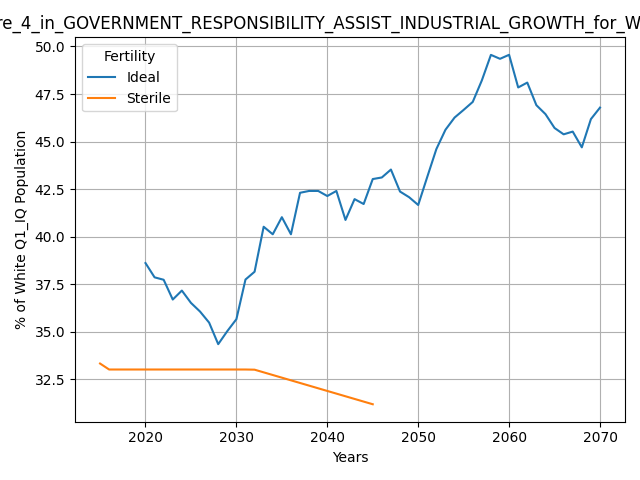 re_4_in_GOVERNMENT_RESPONSIBILITY_ASSIST_INDUSTRIAL_GROWTH_for_W
Fertility
Ideal
Sterile
% of White Q1_IQ Population
50.0
47.5
45.0
42.5
40.0
37.5
35.0
32.5
2020 2030 2040 2050 2060 2070
Years